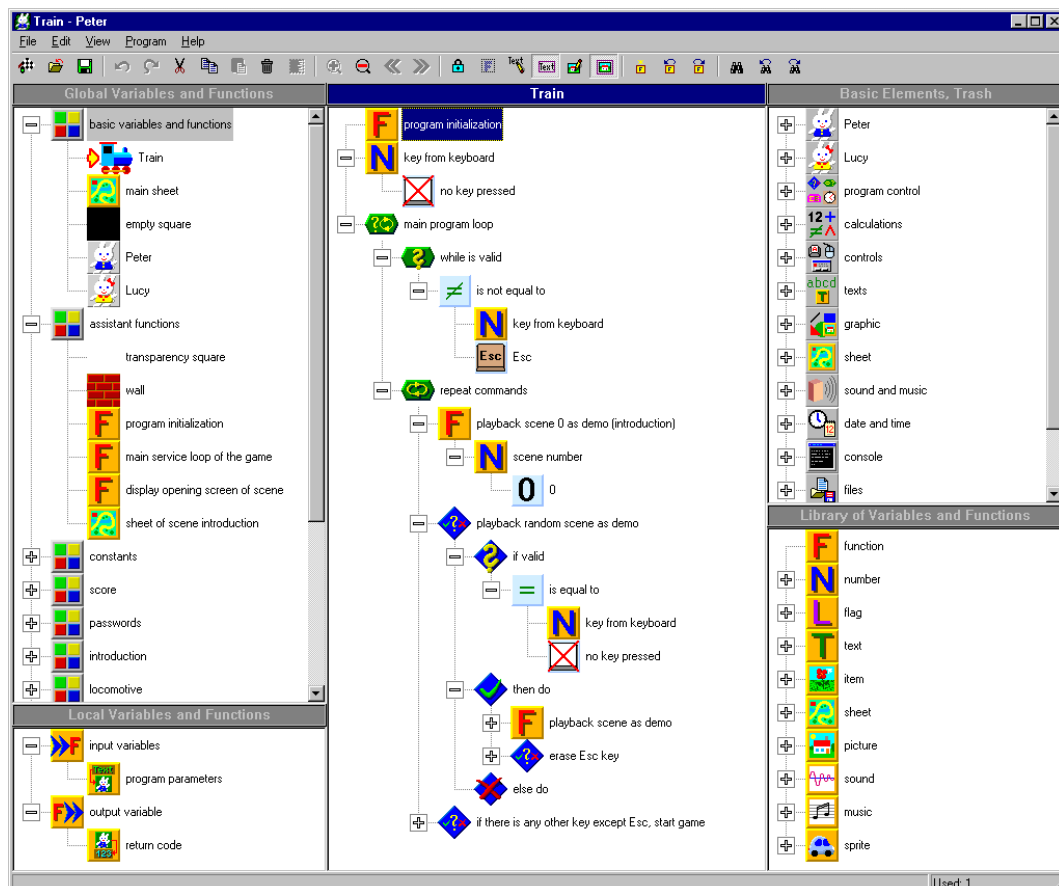 Train - Peter
File Edit View Program Help
Text Text
Global Variables and Functions
basic variables and functions
Train
main sheet
empty square
Peter
Lucy
assistant functions
transparency square
wall
F program initialization
F main service loop of the game
F display opening screen of scene
sheet of scene introduction
constants
score
passwords
introduction
locomotive
Local Variables and Functions
F input variables
Text program parameters
F output variable
123 return code
Train
F program initialization
N key from keyboard
no key pressed
main program loop
while is valid
≠ is not equal to
N key from keyboard
Esc Esc
repeat commands
F playback scene 0 as demo (introduction)
N scene number
0 0
playback random scene as demo
if valid
= is equal to
N key from keyboard
no key pressed
then do
F playback scene as demo
erase Esc key
else do
if there is any other key except Esc, start game
Basic Elements, Trash
Peter
Lucy
program control
12 + ≠ ^ calculations
controls
abcd T texts
graphic
sheet
sound and music
12 date and time
console
files
Library of Variables and Functions
F function
N number
L flag
T text
item
sheet
picture
sound
music
sprite
Used: 1